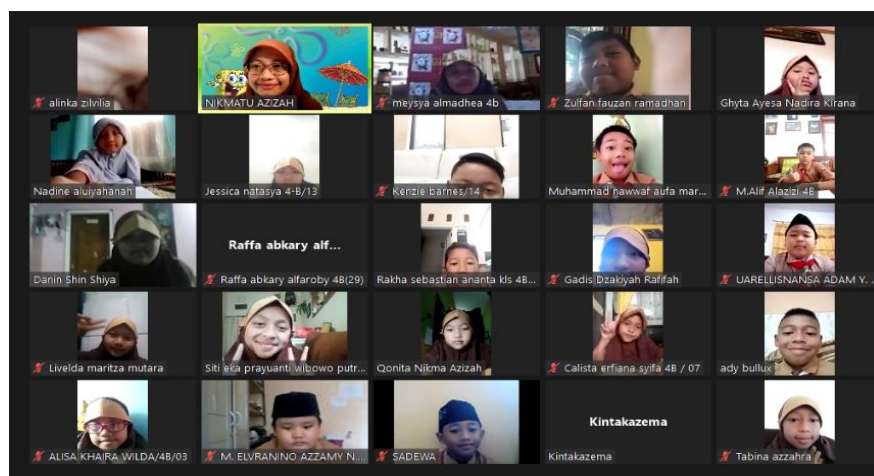 alinka zilvilia
NIKMATU AZIZAH
meysya almadhea 4b
Zulfan fauzan ramadhan
Ghyta Ayesa Nadira Kirana
Nadine aluiyahanah
Jessica natasya 4-B/13
Kenzie barnes/14
Muhammad nawwaf aufa mar...
M.Alif Alazizi 4B
Danin Shin Shiya
Raffa abkary alf...
Raffa abkary alfaroby 4B(29)
Rakha sebastian ananta kls 4B...
Gadis Dzakiyah Rafifah
UARELLISNANSA ADAM Y...
Livelda maritza mutara
Siti eka prayuanti wibowo putr...
Qonita Nikma Azizah
Calista erfiana syifa 4B / 07
ady bullux
ALISA KHAIRA WILDA/4B/03
M. ELVRANINO AZZAMY N...
SADEWA
Kintakazema
Kintakazema
Tabina azzahra